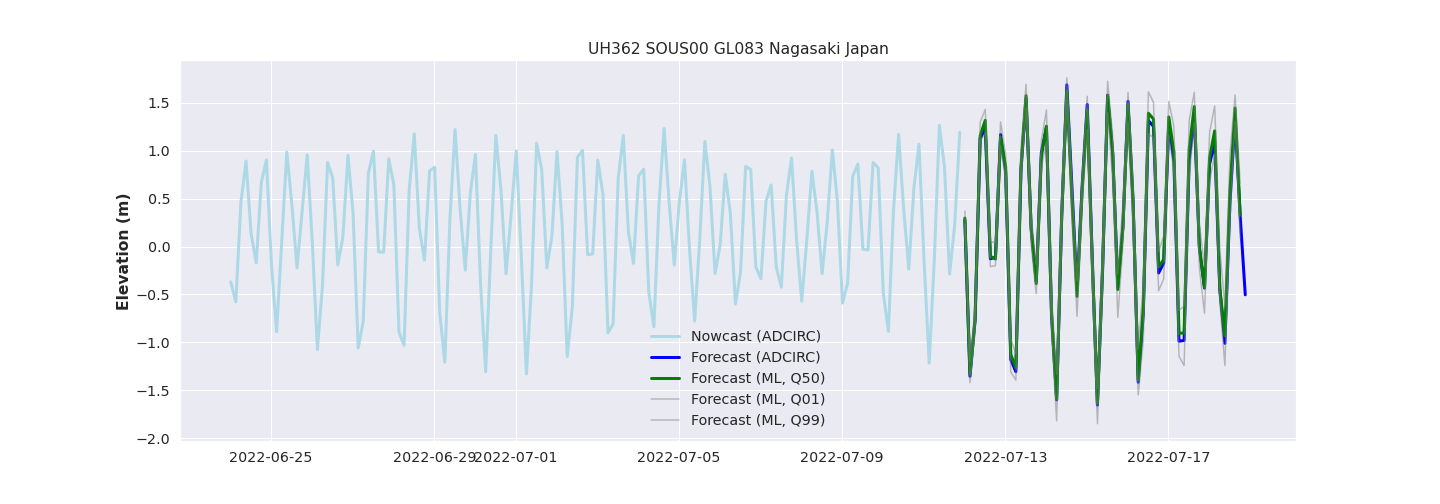 UH362 SOUS00 GL083 Nagasaki Japan
Elevation (m)
1.5
1.0
0.5
0.0
−0.5
−1.0
−1.5
−2.0
Nowcast (ADCIRC)
Forecast (ADCIRC)
Forecast (ML, Q50)
Forecast (ML, Q01)
Forecast (ML, Q99)
2022-06-25 2022-06-29 2022-07-01 2022-07-05 2022-07-09 2022-07-13 2022-07-17